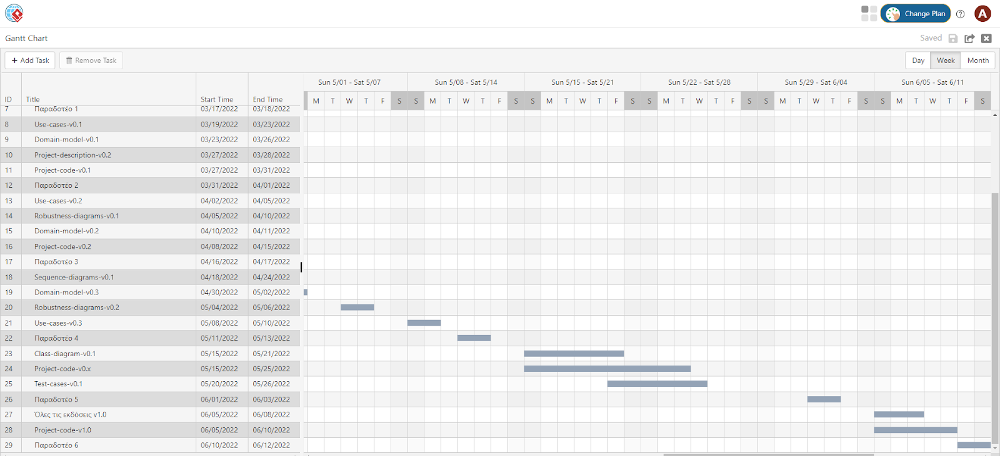 Change Plan
?
A
Gantt Chart
Saved
+ Add Task
Remove Task
Day Week Month
Sun 5/01 - Sat 5/07 Sun 5/08 - Sat 5/14 Sun 5/15 - Sat 5/21 Sun 5/22 - Sat 5/28 Sun 5/29 - Sat 6/04 Sun 6/05 - Sat 6/11
ID Title Start Time End Time
M T W T F S S M T W T F S S M T W T F S S M T W T F S S M T W T F S S M T W T F S
7 Παραδοτέο 1 03/17/2022 03/18/2022
8 Use-cases-v0.1 03/19/2022 03/23/2022
9 Domain-model-v0.1 03/23/2022 03/26/2022
10 Project-description-v0.2 03/27/2022 03/28/2022
11 Project-code-v0.1 03/27/2022 03/31/2022
12 Παραδοτέο 2 03/31/2022 04/01/2022
13 Use-cases-v0.2 04/02/2022 04/05/2022
14 Robustness-diagrams-v0.1 04/05/2022 04/10/2022
15 Domain-model-v0.2 04/10/2022 04/11/2022
16 Project-code-v0.2 04/08/2022 04/15/2022
17 Παραδοτέο 3 04/16/2022 04/17/2022
18 Sequence-diagrams-v0.1 04/18/2022 04/24/2022
19 Domain-model-v0.3 04/30/2022 05/02/2022
20 Robustness-diagrams-v0.2 05/04/2022 05/06/2022
21 Use-cases-v0.3 05/08/2022 05/10/2022
22 Παραδοτέο 4 05/11/2022 05/13/2022
23 Class-diagram-v0.1 05/15/2022 05/21/2022
24 Project-code-v0.x 05/15/2022 05/25/2022
25 Test-cases-v0.1 05/20/2022 05/26/2022
26 Παραδοτέο 5 06/01/2022 06/03/2022
27 Όλες τις εκδόσεις v1.0 06/05/2022 06/08/2022
28 Project-code-v1.0 06/05/2022 06/10/2022
29 Παραδοτέο 6 06/10/2022 06/12/2022